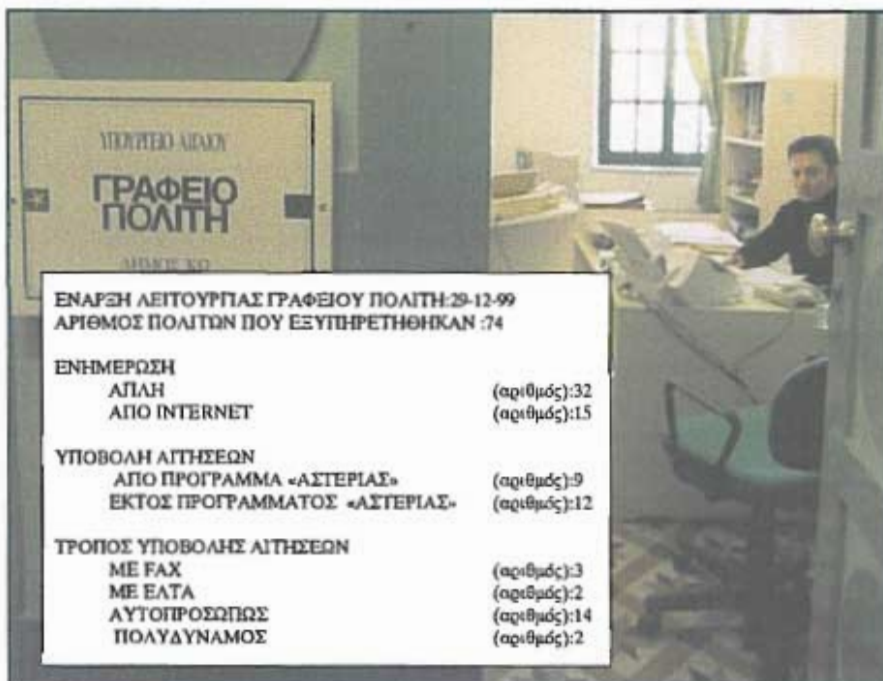 ΥΠΟΥΡΓΕΙΟ ΑΙΓΑΙΟΥ
ΓΡΑΦΕΙΟ
ΠΟΛΙΤΗ
ΔΗΜΟΣ ΚΩ
ΕΝΑΡΞΗ ΛΕΙΤΟΥΡΓΙΑΣ ΓΡΑΦΕΙΟΥ ΠΟΛΙΤΗ:29-12-99
ΑΡΙΘΜΟΣ ΠΟΛΙΤΩΝ ΠΟΥ ΕΞΥΠΗΡΕΤΗΘΗΚΑΝ :74
ΕΝΗΜΕΡΩΣΗ
ΑΠΛΗ (αριθμός):32
ΑΠΟ INTERNET (αριθμός):15
ΥΠΟΒΟΛΗ ΑΙΤΗΣΕΩΝ
ΑΠΟ ΠΡΟΓΡΑΜΜΑ «ΑΣΤΕΡΙΑΣ» (αριθμός):9
ΕΚΤΟΣ ΠΡΟΓΡΑΜΜΑΤΟΣ «ΑΣΤΕΡΙΑΣ» (αριθμός):12
ΤΡΟΠΟΣ ΥΠΟΒΟΛΗΣ ΑΙΤΗΣΕΩΝ
ΜΕ FAX (αριθμός):3
ΜΕ ΕΛΤΑ (αριθμός):2
ΑΥΤΟΠΡΟΣΩΠΩΣ (αριθμός):14
ΠΟΛΥΔΥΝΑΜΟΣ (αριθμός):2